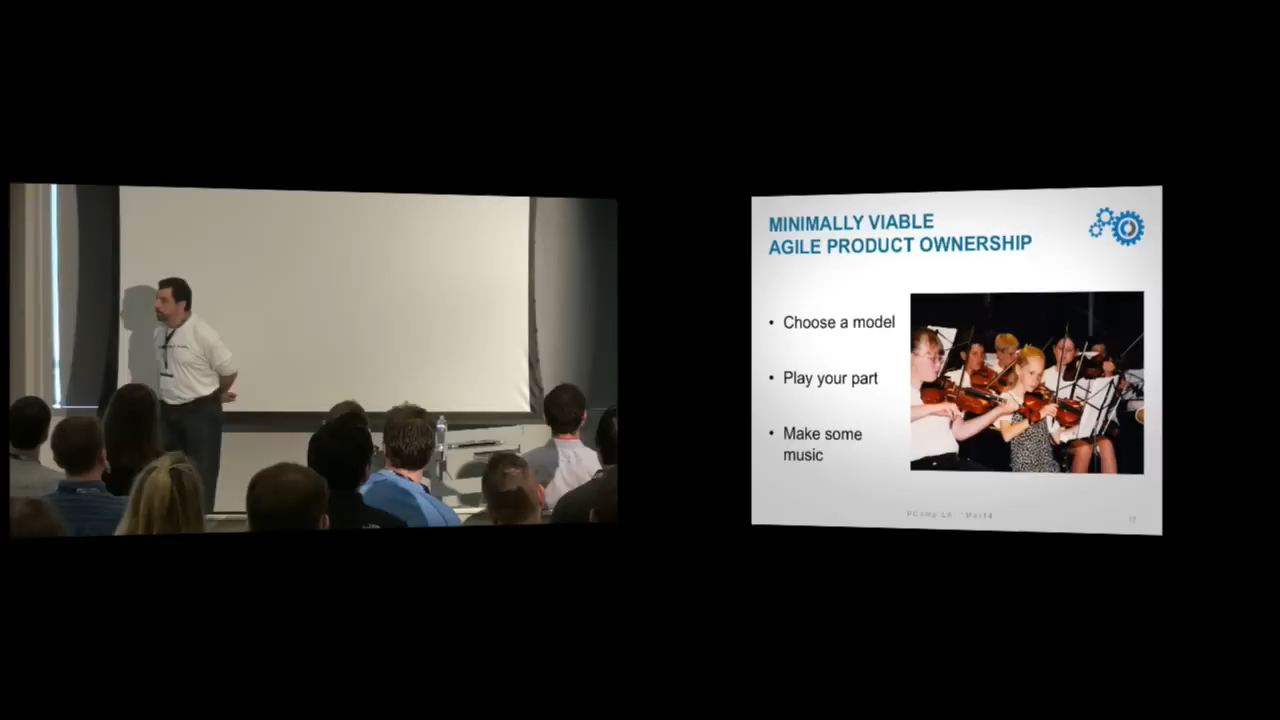 MINIMALLY VIABLE
AGILE PRODUCT OWNERSHIP
• Choose a model
• Play your part
• Make some
music